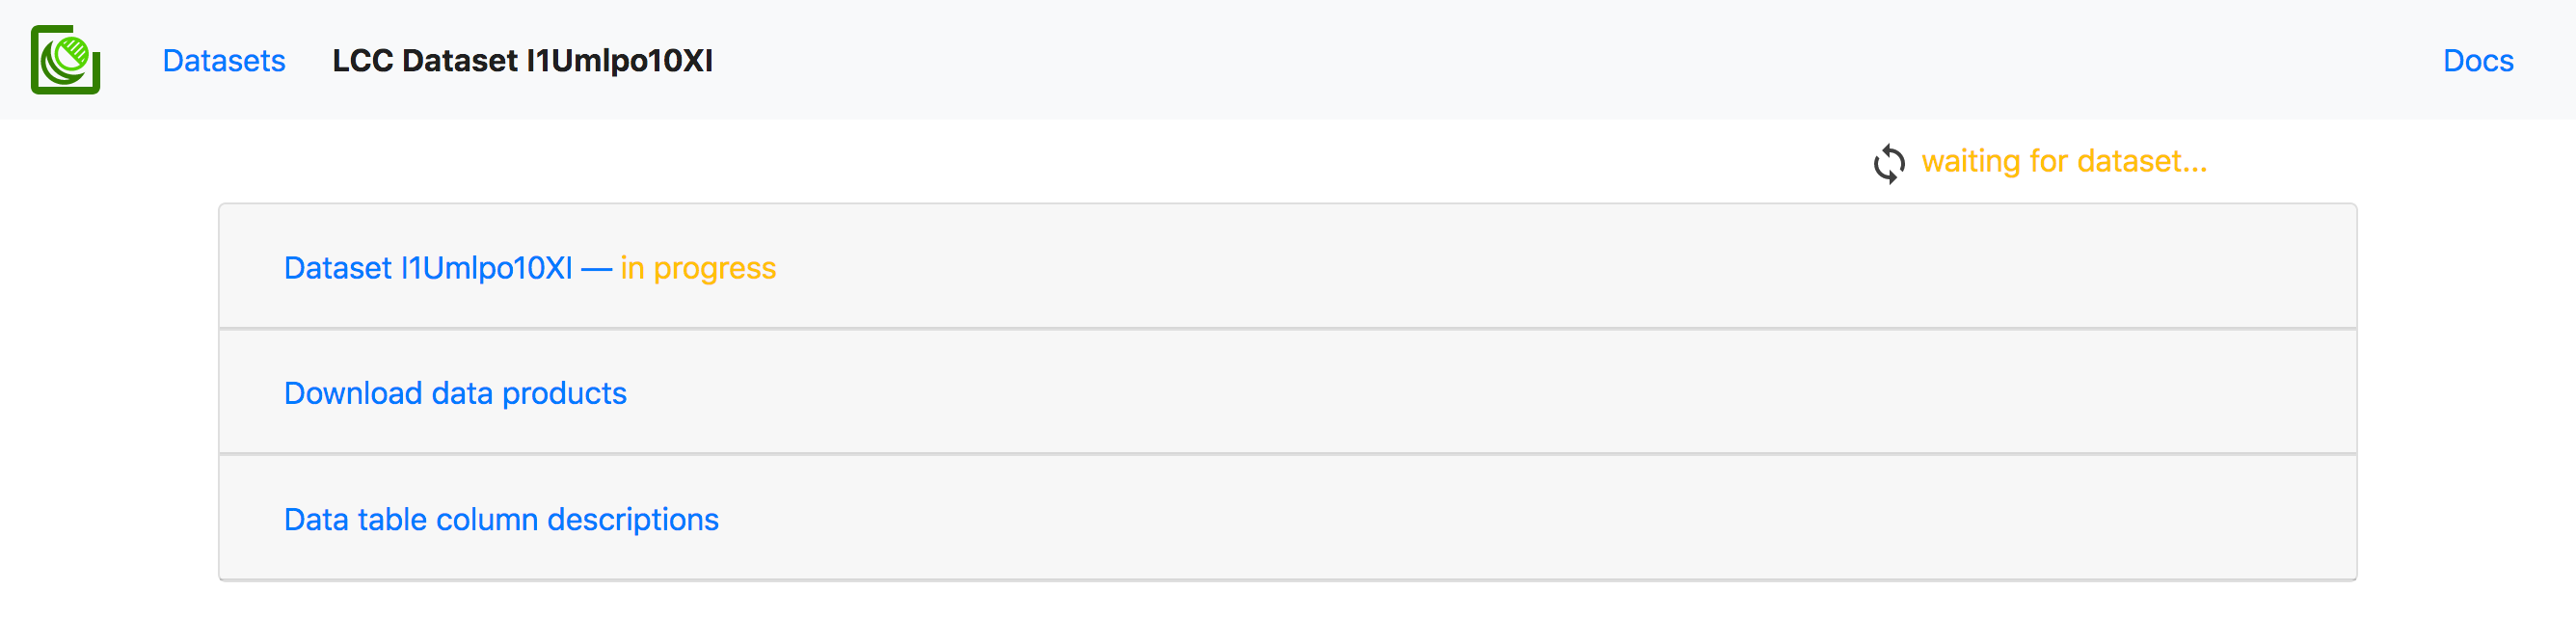 Datasets LCC Dataset I1Umlpo10XI Docs
waiting for dataset...
Dataset I1Umlpo10XI — in progress
Download data products
Data table column descriptions